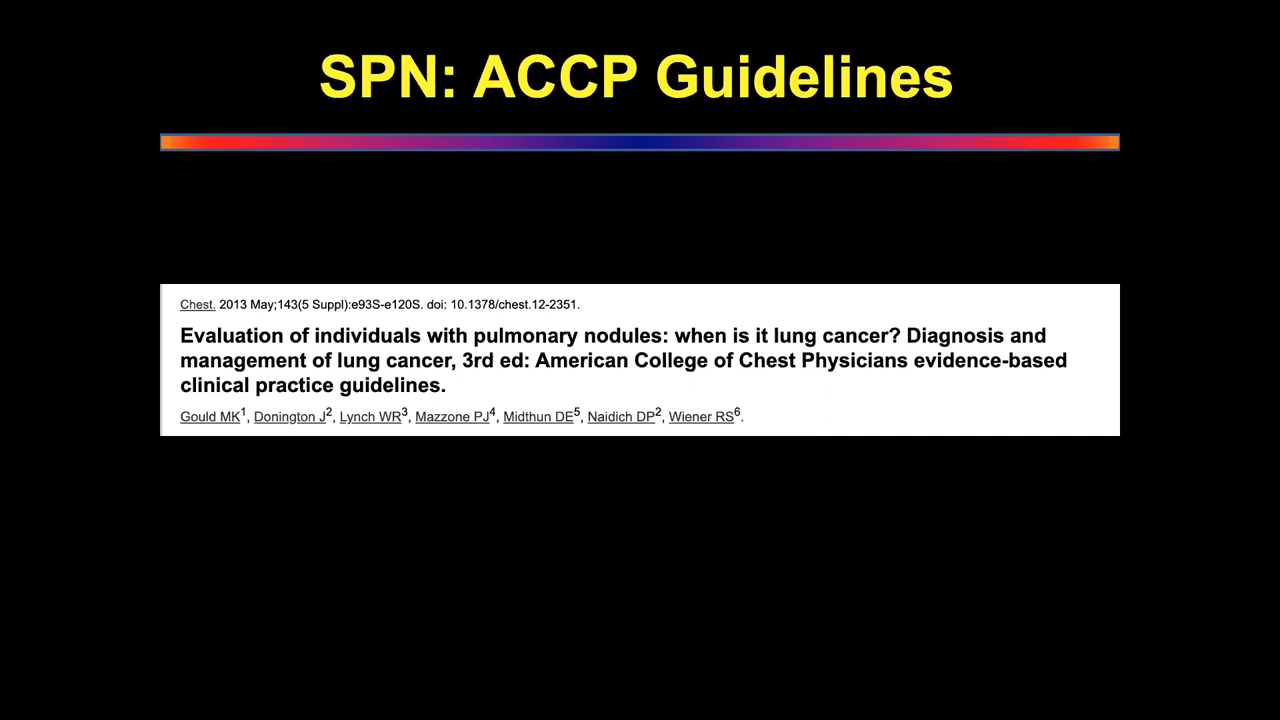 SPN: ACCP Guidelines
Chest. 2013 May;143(5 Suppl):e93S-e120S. doi: 10.1378/chest.12-2351.
Evaluation of individuals with pulmonary nodules: when is it lung cancer? Diagnosis and
management of lung cancer, 3rd ed: American College of Chest Physicians evidence-based
clinical practice guidelines.
Gould MK1, Donington J2, Lynch WR3, Mazzone PJ4, Midthun DE5, Naidich DP2, Wiener RS6.